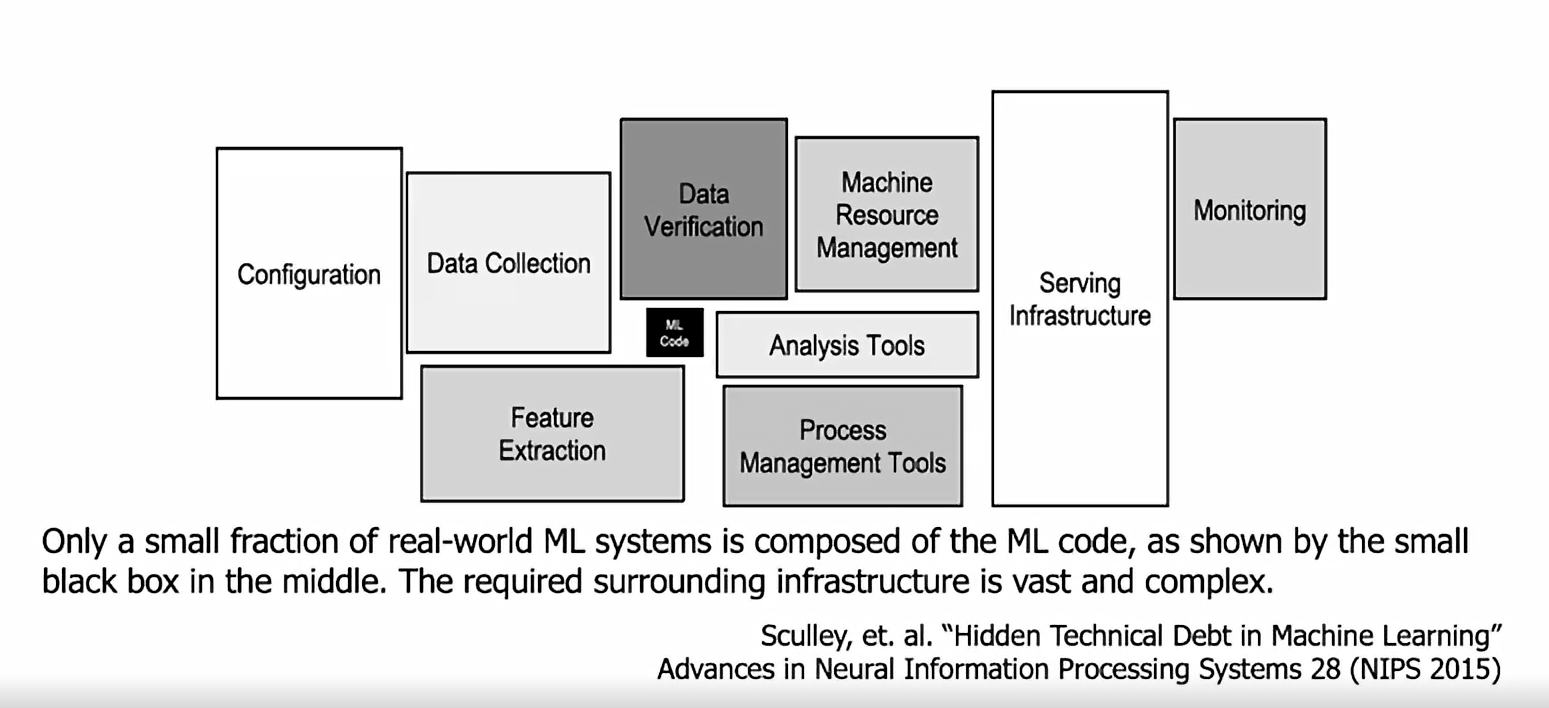 Configuration
Data Collection
Data
Verification
Machine
Resource
Management
Serving
Infrastructure
Monitoring
ML
Code
Analysis Tools
Feature
Extraction
Process
Management Tools
Only a small fraction of real-world ML systems is composed of the ML code, as shown by the small
black box in the middle. The required surrounding infrastructure is vast and complex.
Sculley, et. al. “Hidden Technical Debt in Machine Learning”
Advances in Neural Information Processing Systems 28 (NIPS 2015)